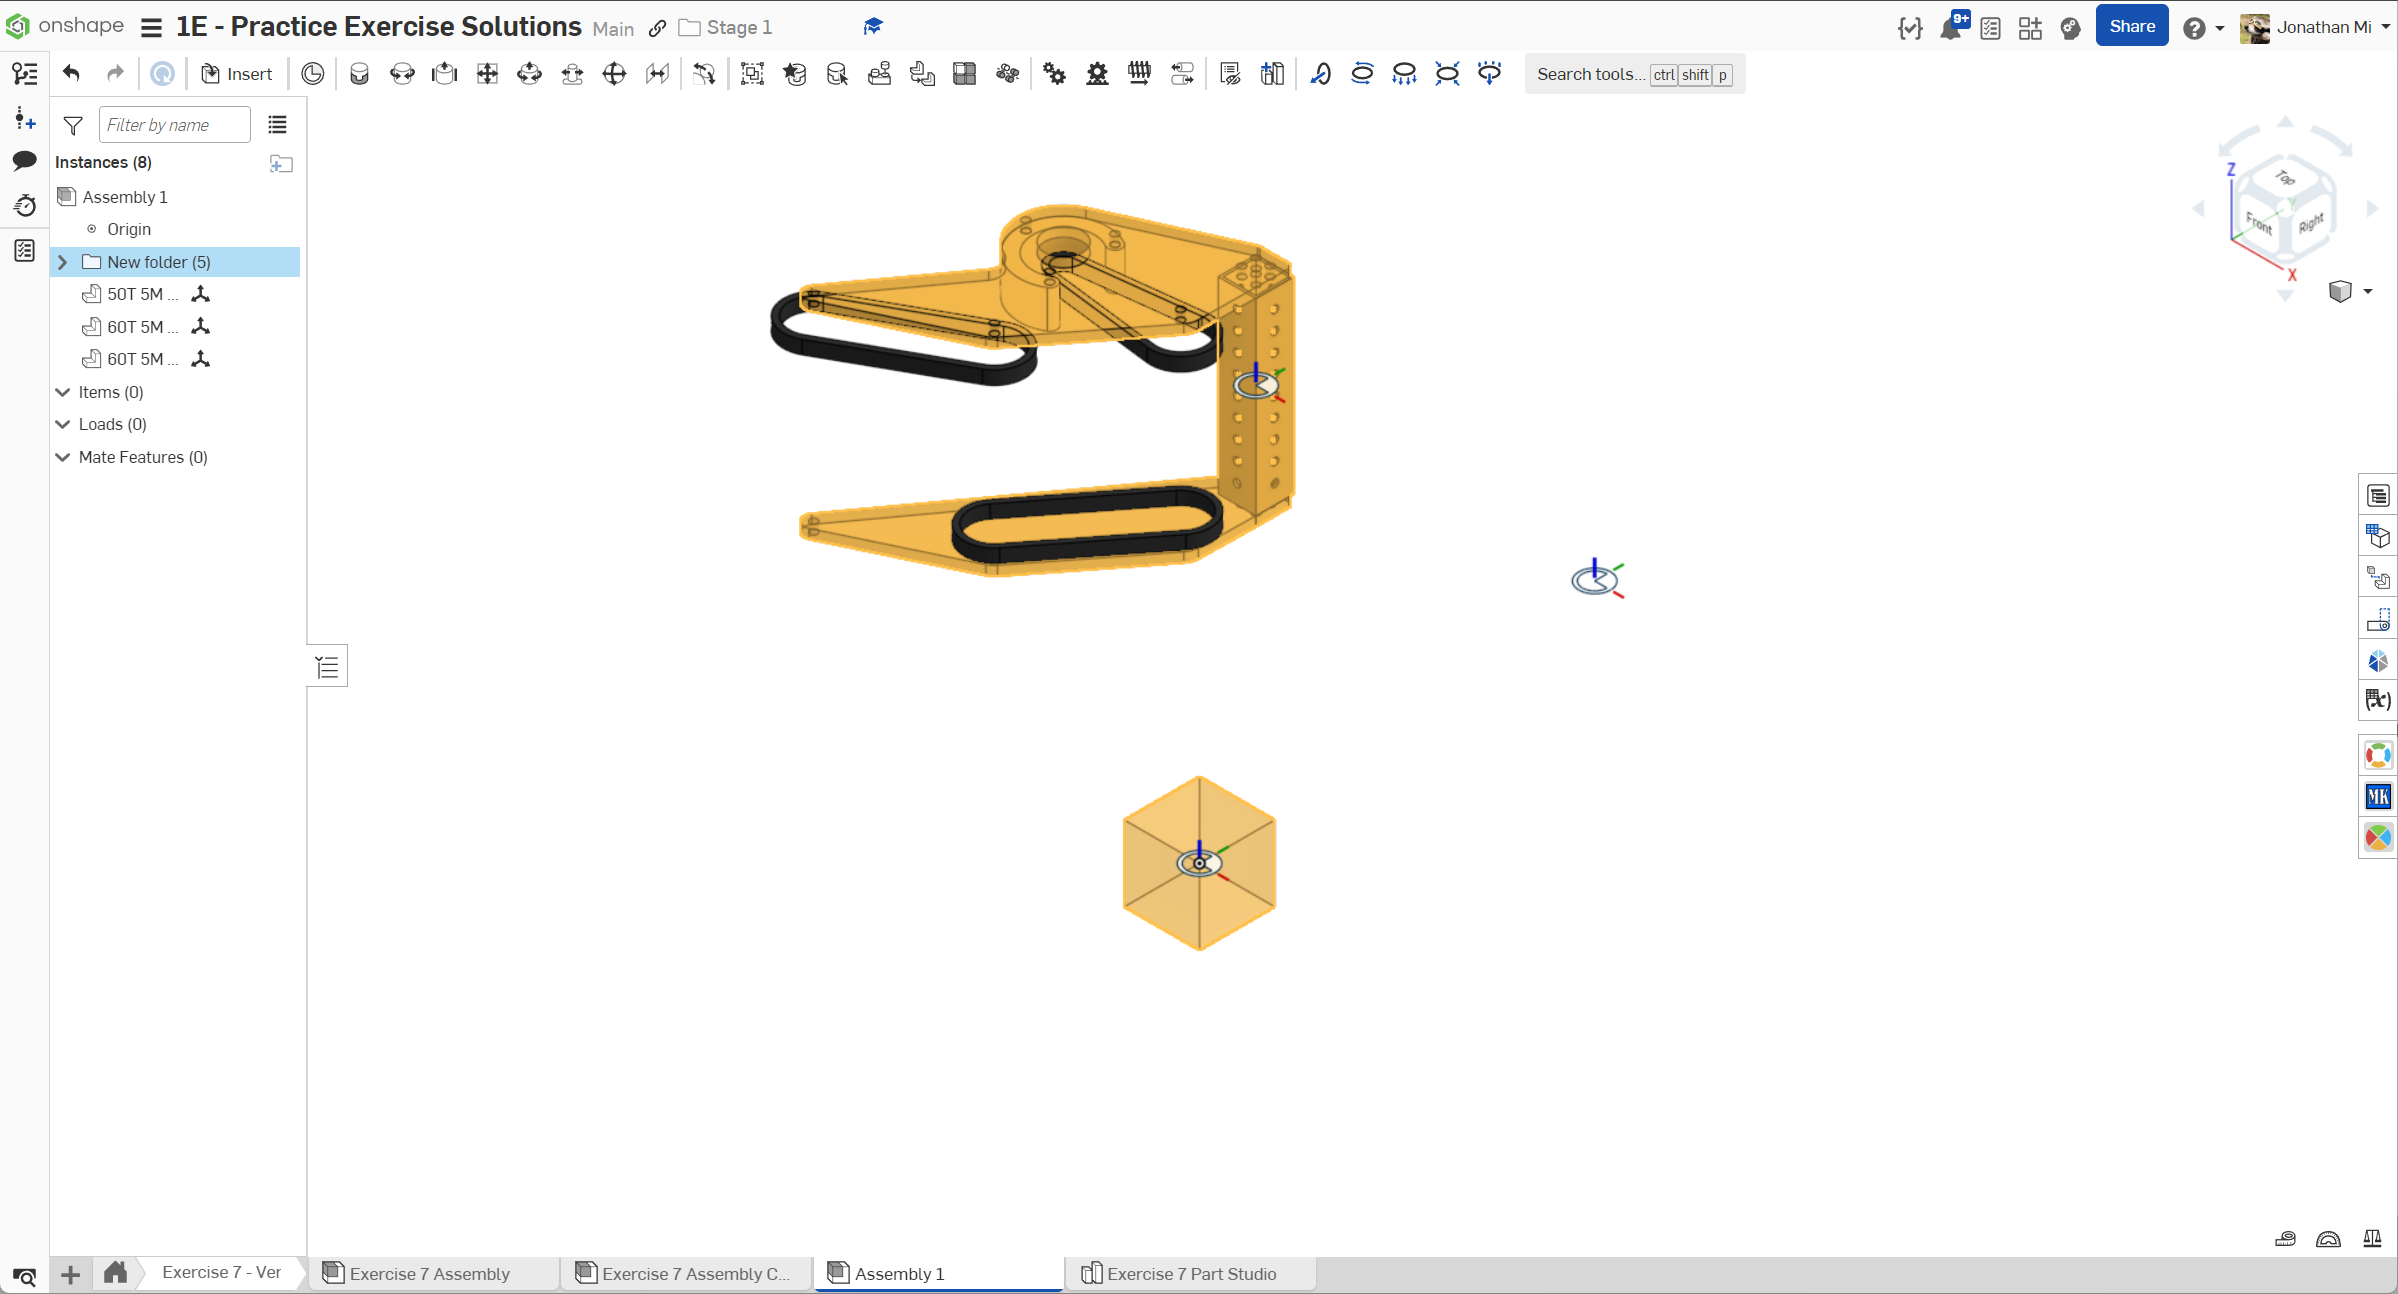 onshape 1E - Practice Exercise Solutions Main Stage 1 9+ Share Jonathan Mi
Insert Search tools... ctrl shift p
Filter by name
Instances (8)
Assembly 1
Origin
New folder (5)
50T 5M ...
60T 5M ...
60T 5M ...
Items (0)
Loads (0)
Mate Features (0)
Z
Top
Y
Front
Right
X
(x)
MK
Exercise 7 - Ver
Exercise 7 Assembly
Exercise 7 Assembly C...
Assembly 1
Exercise 7 Part Studio